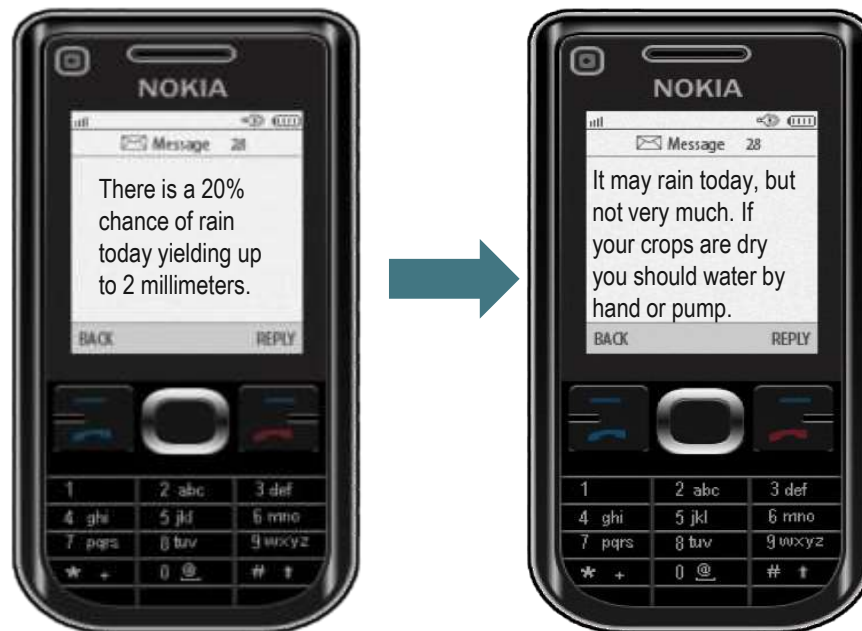 NOKIA
Message 28
There is a 20%
chance of rain
today yielding up
to 2 millimeters.
BACK REPLY
1 2 abc 3 def
4 ghi 5 jkl 6 mno
7 pqrs 8 tuv 9 wxyz
* + 0 @ # ↑
NOKIA
Message 28
It may rain today, but
not very much. If
your crops are dry
you should water by
hand or pump.
BACK REPLY
1 2 abc 3 def
4 ghi 5 jkl 6 mno
7 pqrs 8 tuv 9 wxyz
* + 0 @ # ↑